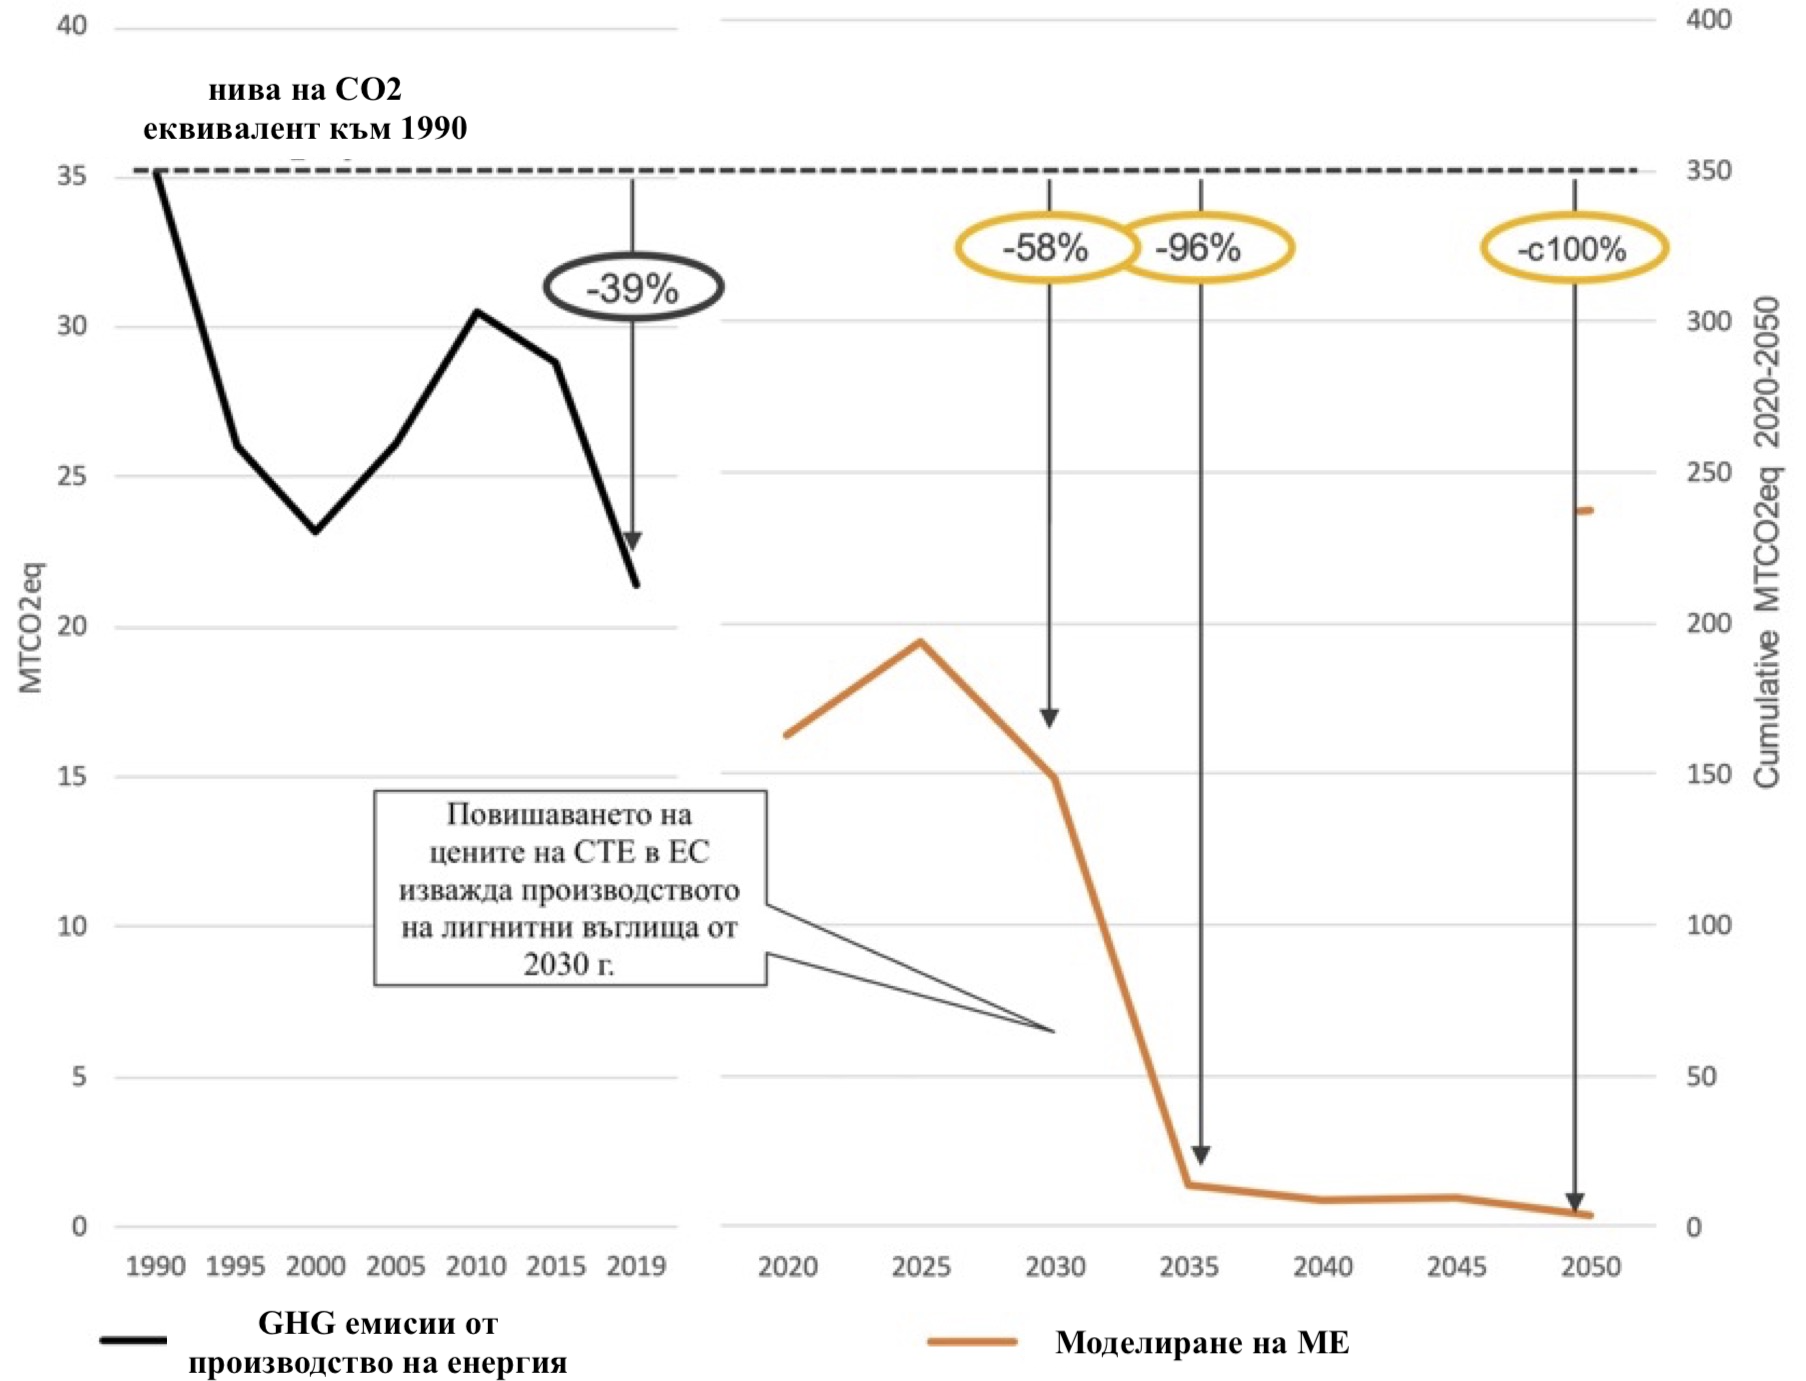 нива на CO2
еквивалент към 1990
40
35
30
25
20
15
10
5
0
MTCO2eq
400
350
300
250
200
150
100
50
0
Cumulative MTCO2eq 2020-2050
-39%
-58%
-96%
-c100%
Повишаването на
цените на СТЕ в ЕС
изважда производството
на лигнитни въглища от
2030 г.
1990 1995 2000 2005 2010 2015 2019
2020 2025 2030 2035 2040 2045 2050
GHG емисии от
производство на енергия
Моделиране на МЕ